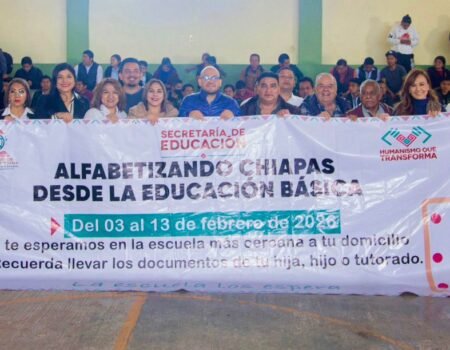 SECRETARÍA DE
EDUCACIÓN
HUMANISMO QUE
TRANSFORMA
ALFABETIZANDO CHIAPAS
DESDE LA EDUCACIÓN BÁSICA
Del 03 al 13 de febrero de 2026
te esperamos en la escuela más cercana a tu domicilio
Recuerda llevar los documentos de tu hija, hijo o tutorado.
La escuela los espera